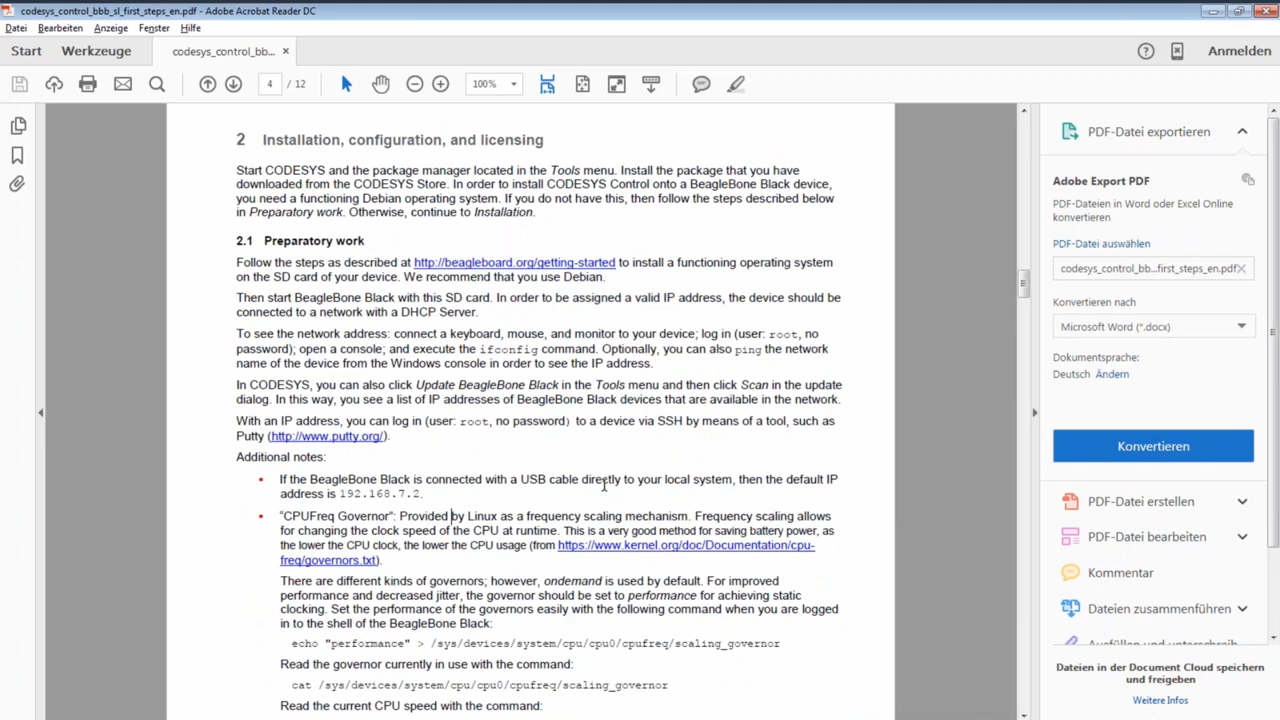 codesys_control_bbb_sl_first_steps_en.pdf - Adobe Acrobat Reader DC
Datei Bearbeiten Anzeige Fenster Hilfe
Start Werkzeuge codesys_control_bb... × Anmelden
4 / 12 100%
2 Installation, configuration, and licensing
Start CODESYS and the package manager located in the Tools menu. Install the package that you have
downloaded from the CODESYS Store. In order to install CODESYS Control onto a BeagleBone Black device,
you need a functioning Debian operating system. If you do not have this, then follow the steps described below
in Preparatory work. Otherwise, continue to Installation.
2.1 Preparatory work
Follow the steps as described at http://beagleboard.org/getting-started to install a functioning operating system
on the SD card of your device. We recommend that you use Debian.
Then start BeagleBone Black with this SD card. In order to be assigned a valid IP address, the device should be
connected to a network with a DHCP Server.
To see the network address: connect a keyboard, mouse, and monitor to your device; log in (user: root, no
password); open a console; and execute the ifconfig command. Optionally, you can also ping the network
name of the device from the Windows console in order to see the IP address.
In CODESYS, you can also click Update BeagleBone Black in the Tools menu and then click Scan in the update
dialog. In this way, you see a list of IP addresses of BeagleBone Black devices that are available in the network.
With an IP address, you can log in (user: root, no password) to a device via SSH by means of a tool, such as
Putty (http://www.putty.org/).
Additional notes:
▪ If the BeagleBone Black is connected with a USB cable directly to your local system, then the default IP
address is 192.168.7.2.
▪ "CPUFreq Governor": Provided by Linux as a frequency scaling mechanism. Frequency scaling allows
for changing the clock speed of the CPU at runtime. This is a very good method for saving battery power, as
the lower the CPU clock, the lower the CPU usage (from https://www.kernel.org/doc/Documentation/cpu-
freq/governors.txt).
There are different kinds of governors; however, ondemand is used by default. For improved
performance and decreased jitter, the governor should be set to performance for achieving static
clocking. Set the performance of the governors easily with the following command when you are logged
in to the shell of the BeagleBone Black:
echo "performance" > /sys/devices/system/cpu/cpu0/cpufreq/scaling_governor
Read the governor currently in use with the command:
cat /sys/devices/system/cpu/cpu0/cpufreq/scaling_governor
Read the current CPU speed with the command:
PDF-Datei exportieren
Adobe Export PDF
PDF-Dateien in Word oder Excel Online
konvertieren
PDF-Datei auswählen
codesys_control_bb...first_steps_en.pdf ×
Konvertieren nach
Microsoft Word (*.docx)
Dokumentsprache:
Deutsch Ändern
Konvertieren
PDF-Datei erstellen
PDF-Datei bearbeiten
Kommentar
Dateien zusammenführen
Ausfüllen und unterschreiben
Dateien in der Document Cloud speichern
und freigeben
Weitere Infos